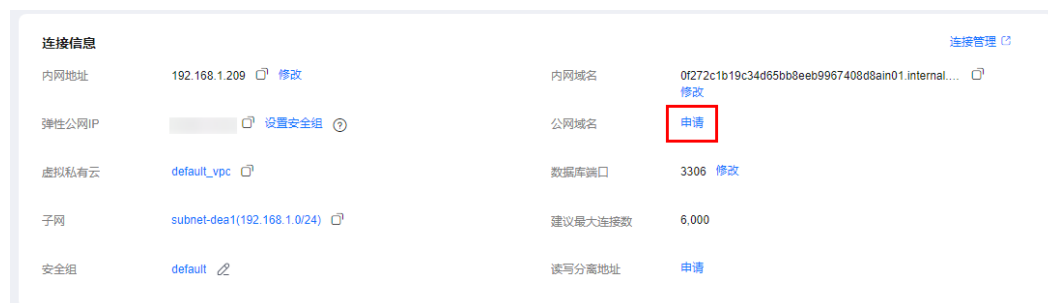 连接信息
连接管理
内网地址 192.168.1.209 修改 内网域名 0f272c1b19c34d65bb8eeb9967408d8ain01.internal....
修改
弹性公网IP 设置安全组 公网域名 申请
虚拟私有云 default_vpc 数据库端口 3306 修改
子网 subnet-dea1(192.168.1.0/24) 建议最大连接数 6,000
安全组 default 读写分离地址 申请